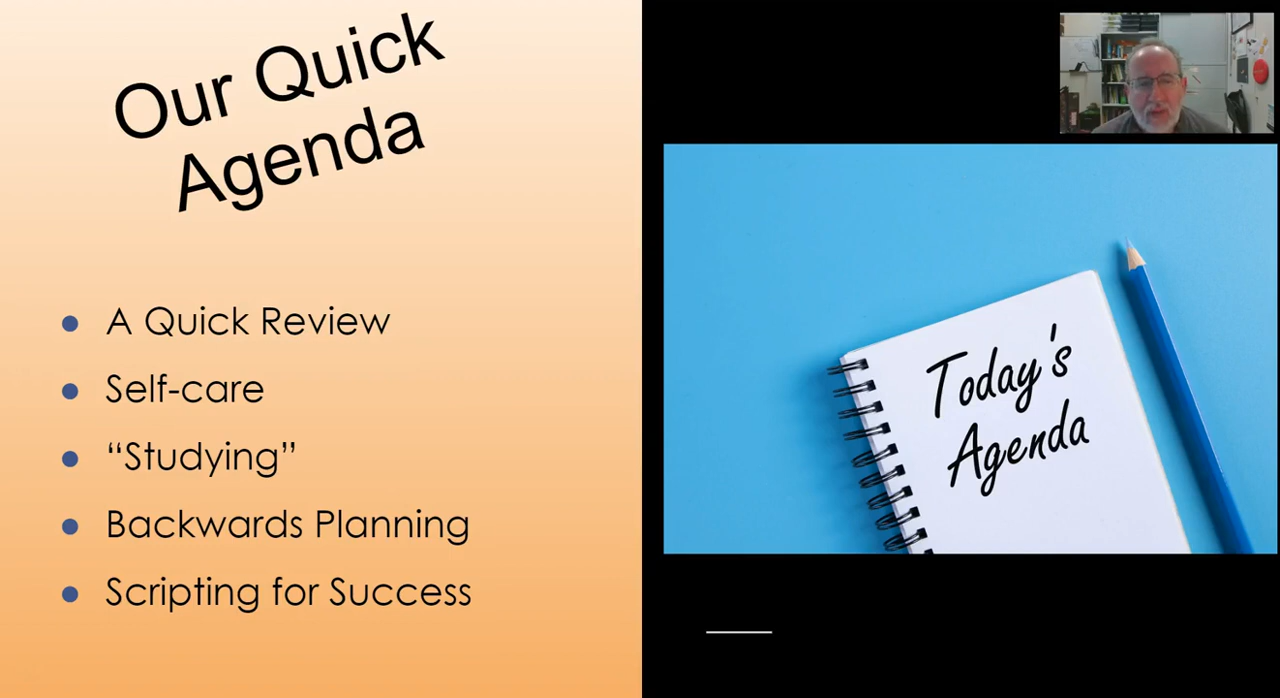 Our Quick
Agenda
A Quick Review
Self-care
“Studying”
Backwards Planning
Scripting for Success
Today's
Agenda